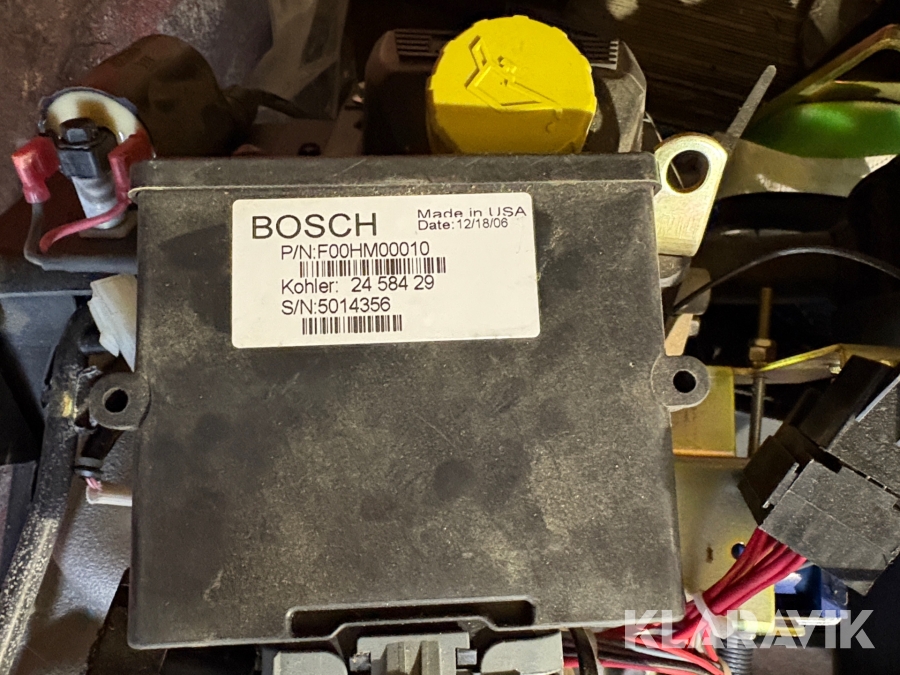 BOSCH
Made in USA
Date: 12/18/06
P/N:F00HM00010
Kohler: 24 584 29
S/N:5014356
KLARAVIK